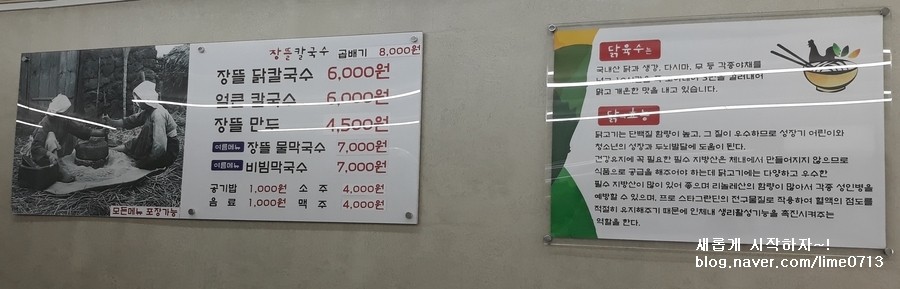 장뜰칼국수 곱배기 8,000원
장뜰 닭칼국수 6,000원
얼큰 칼국수 6,000원
장뜰 만두 4,500원
여름메뉴 장뜰 물막국수 7,000원
여름메뉴 비빔막국수 7,000원
공기밥 1,000원 소주 4,000원
음료 1,000원 맥주 4,000원
모든메뉴 포장가능
닭육수는
국내산 닭과 생강, 다시마, 무 등 각종야채를
맑고 개운한 맛을 내고 있습니다.
닭의효능
닭고기는 단백질 함량이 높고, 그 질이 우수하므로 성장기 어린이와
청소년의 성장과 두뇌발달에 도움이 된다.
건강유지에 꼭 필요한 필수 지방산은 체내에서 만들어지지 않으므로
식품으로 공급을 해주어야 하는데 닭고기에는 다양하고 우수한
필수 지방산이 많이 있어 좋으며 리놀레산의 함량이 많아서 각종 성인병을
예방할 수 있으며, 프로스타그란딘의 전구물질로 작용하여 혈액의 점도를
적절히 유지해주기 때문에 인체내 생리활성기능을 촉진시켜주는
역할을 한다.
새롭게 시작하자~!
blog.naver.com/lime0713